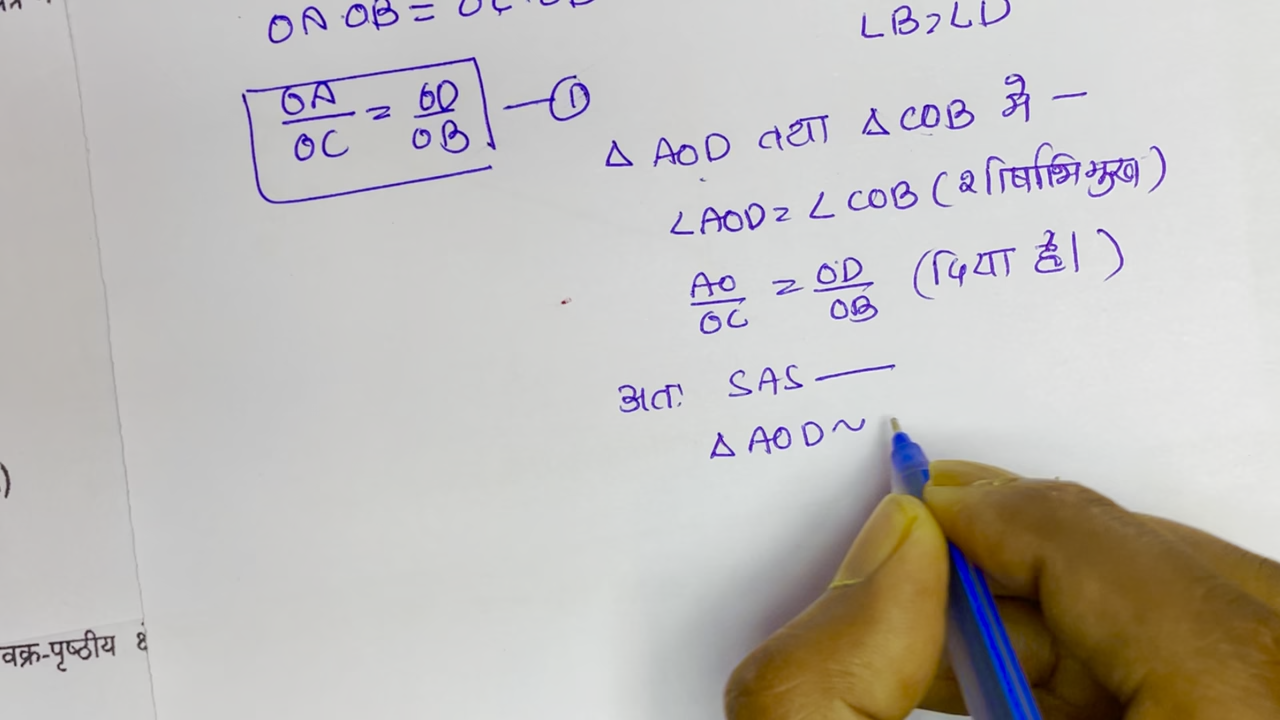 OA·OB = OC·OD
OA/OC = OD/OB —①
∠B=∠D
△ AOD तथा △ COB में —
∠AOD = ∠COB (शीर्षाभिमुख)
AO/OC = OD/OB (दिया है।)
अतः SAS —
△ AOD ~
वक्र-पृष्ठीय